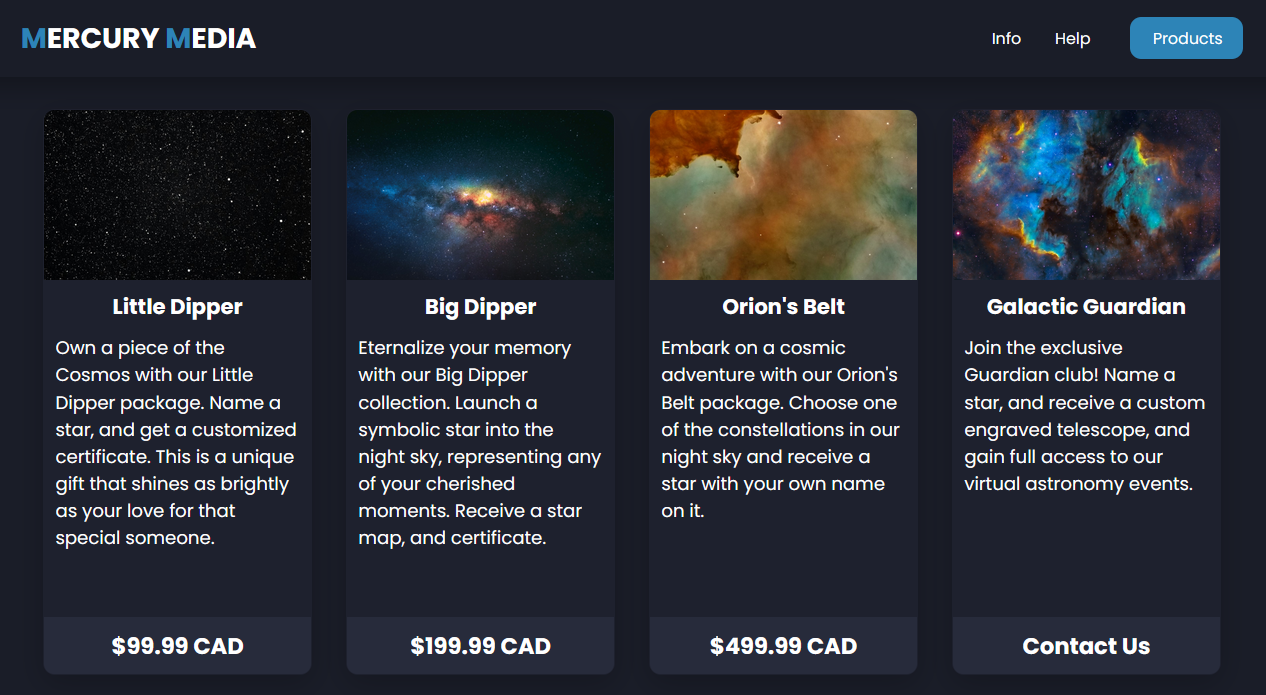 MERCURY MEDIA
Info
Help
Products
Little Dipper
Own a piece of the
Cosmos with our Little
Dipper package. Name a
star, and get a customized
certificate. This is a unique
gift that shines as brightly
as your love for that
special someone.
$99.99 CAD
Big Dipper
Eternalize your memory
with our Big Dipper
collection. Launch a
symbolic star into the
night sky, representing any
of your cherished
moments. Receive a star
map, and certificate.
$199.99 CAD
Orion's Belt
Embark on a cosmic
adventure with our Orion's
Belt package. Choose one
of the constellations in our
night sky and receive a
star with your own name
on it.
$499.99 CAD
Galactic Guardian
Join the exclusive
Guardian club! Name a
star, and receive a custom
engraved telescope, and
gain full access to our
virtual astronomy events.
Contact Us